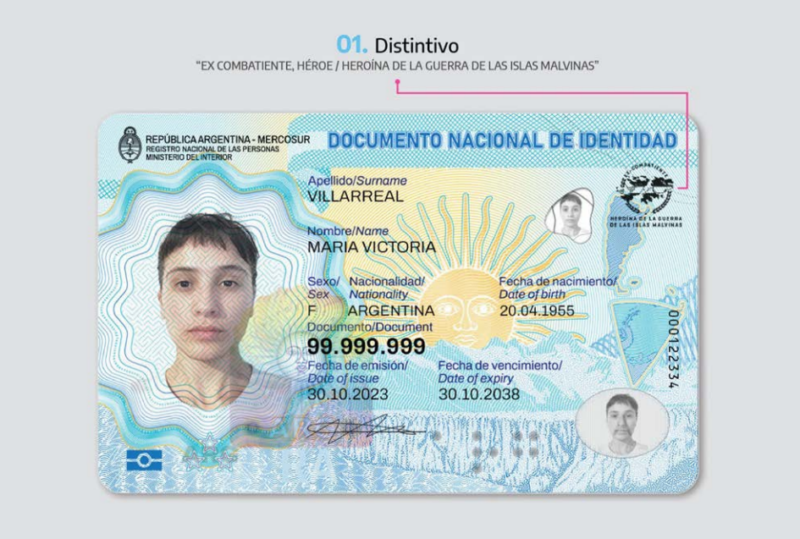 01. Distintivo
"EX COMBATIENTE, HÉROE / HEROÍNA DE LA GUERRA DE LAS ISLAS MALVINAS"
REPÚBLICA ARGENTINA - MERCOSUR
REGISTRO NACIONAL DE LAS PERSONAS
MINISTERIO DEL INTERIOR
DOCUMENTO NACIONAL DE IDENTIDAD
Apellido/Surname
VILLARREAL
HEROÍNA DE LA GUERRA
DE LAS ISLAS MALVINAS
Nombre/Name
MARIA VICTORIA
Sexo/ Nacionalidad/ Fecha de nacimiento/
Sex Nationality Date of birth
F ARGENTINA 20.04.1955
Documento/Document
99.999.999
000122334
Fecha de emisión/ Fecha de vencimiento/
Date of issue Date of expiry
30.10.2023 30.10.2038